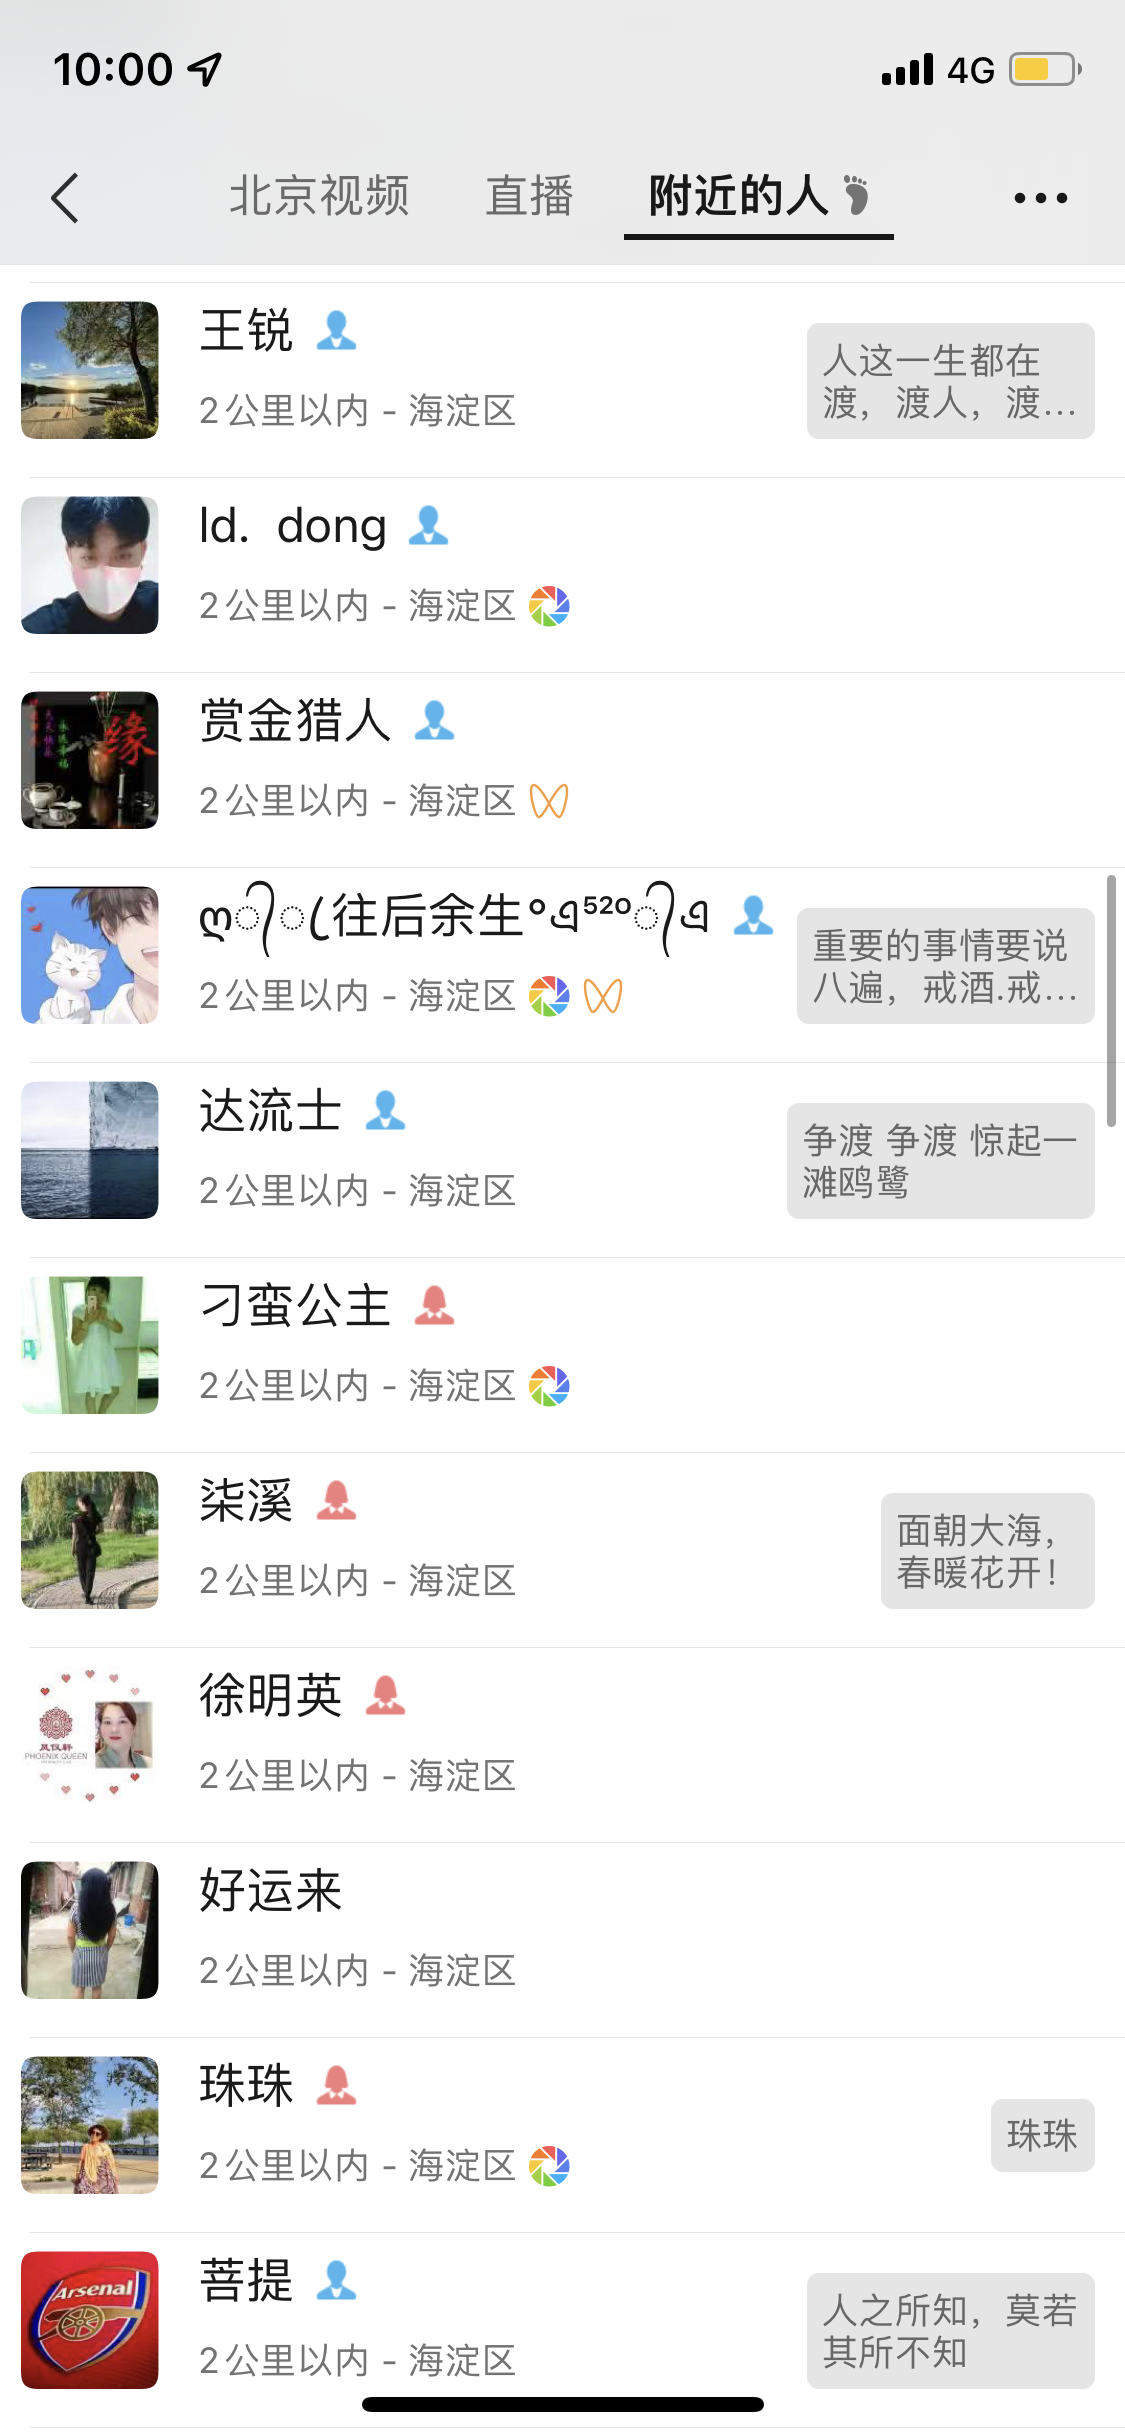 10:00
4G
北京视频
直播
附近的人
王锐
2公里以内 - 海淀区
人这一生都在
渡，渡人，渡...
ld. dong
2公里以内 - 海淀区
缘
赏金猎人
2公里以内 - 海淀区
ღ᭄ꦿ(往后余生°এ⁵²⁰᭄এ
2公里以内 - 海淀区
重要的事情要说
八遍，戒酒.戒...
达流士
2公里以内 - 海淀区
争渡 争渡 惊起一
滩鸥鹭
刁蛮公主
2公里以内 - 海淀区
柒溪
2公里以内 - 海淀区
面朝大海，
春暖花开！
凤仪轩
PHOENIX QUEEN
徐明英
2公里以内 - 海淀区
好运来
2公里以内 - 海淀区
珠珠
2公里以内 - 海淀区
珠珠
Arsenal
菩提
2公里以内 - 海淀区
人之所知，莫若
其所不知